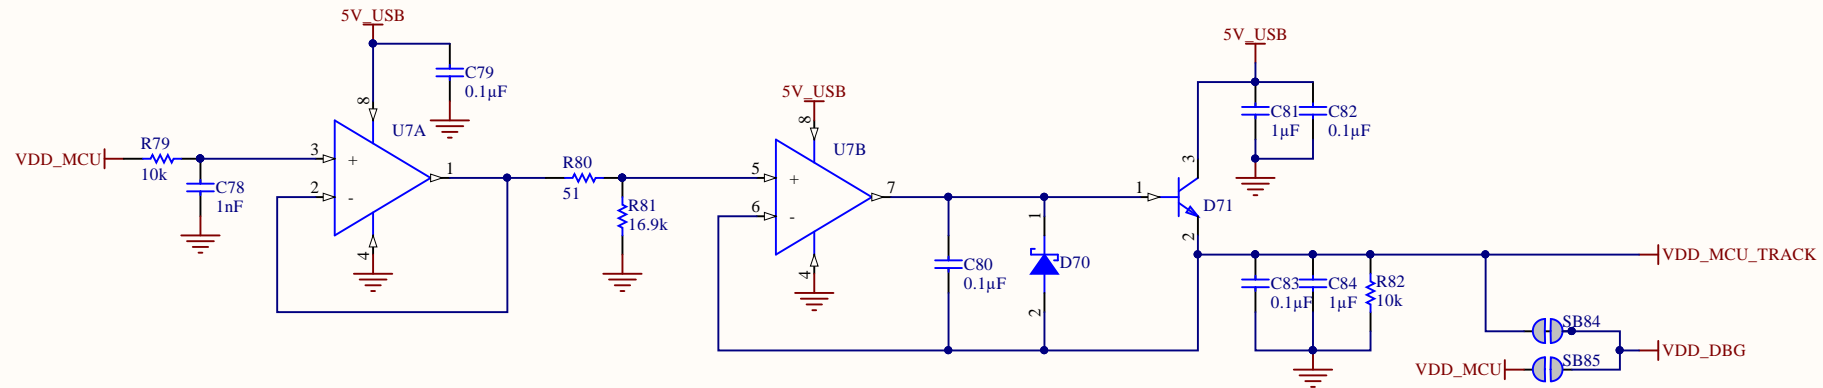 5V_USB
C79
0.1µF
8
U7A
VDD_MCU
R79
10k
C78
1nF
3
+
2
-
1
4
R80
51
R81
16.9k
5V_USB
8
U7B
5
+
6
-
7
4
C80
0.1µF
1
D70
2
5V_USB
C81
1µF
C82
0.1µF
3
1
D71
2
VDD_MCU_TRACK
C83
0.1µF
C84
1µF
R82
10k
SB84
VDD_DBG
VDD_MCU
SB85